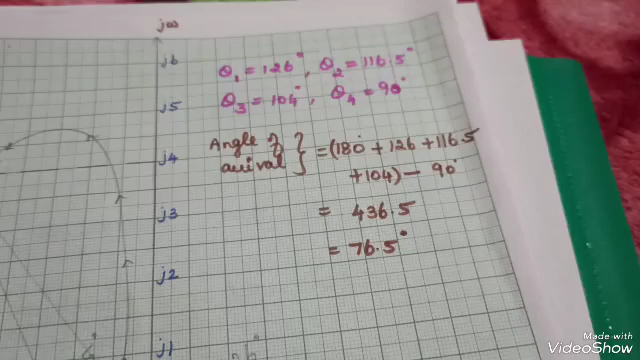 jω
j6
θ1 = 126°, θ2 = 116.5°
j5
θ3 = 104°, θ4 = 90°
j4
Angle of arrival } = (180° + 126 + 116.5
+104) - 90°
j3
= 436.5
= 76.5°
j2
j1
Made with
VideoShow